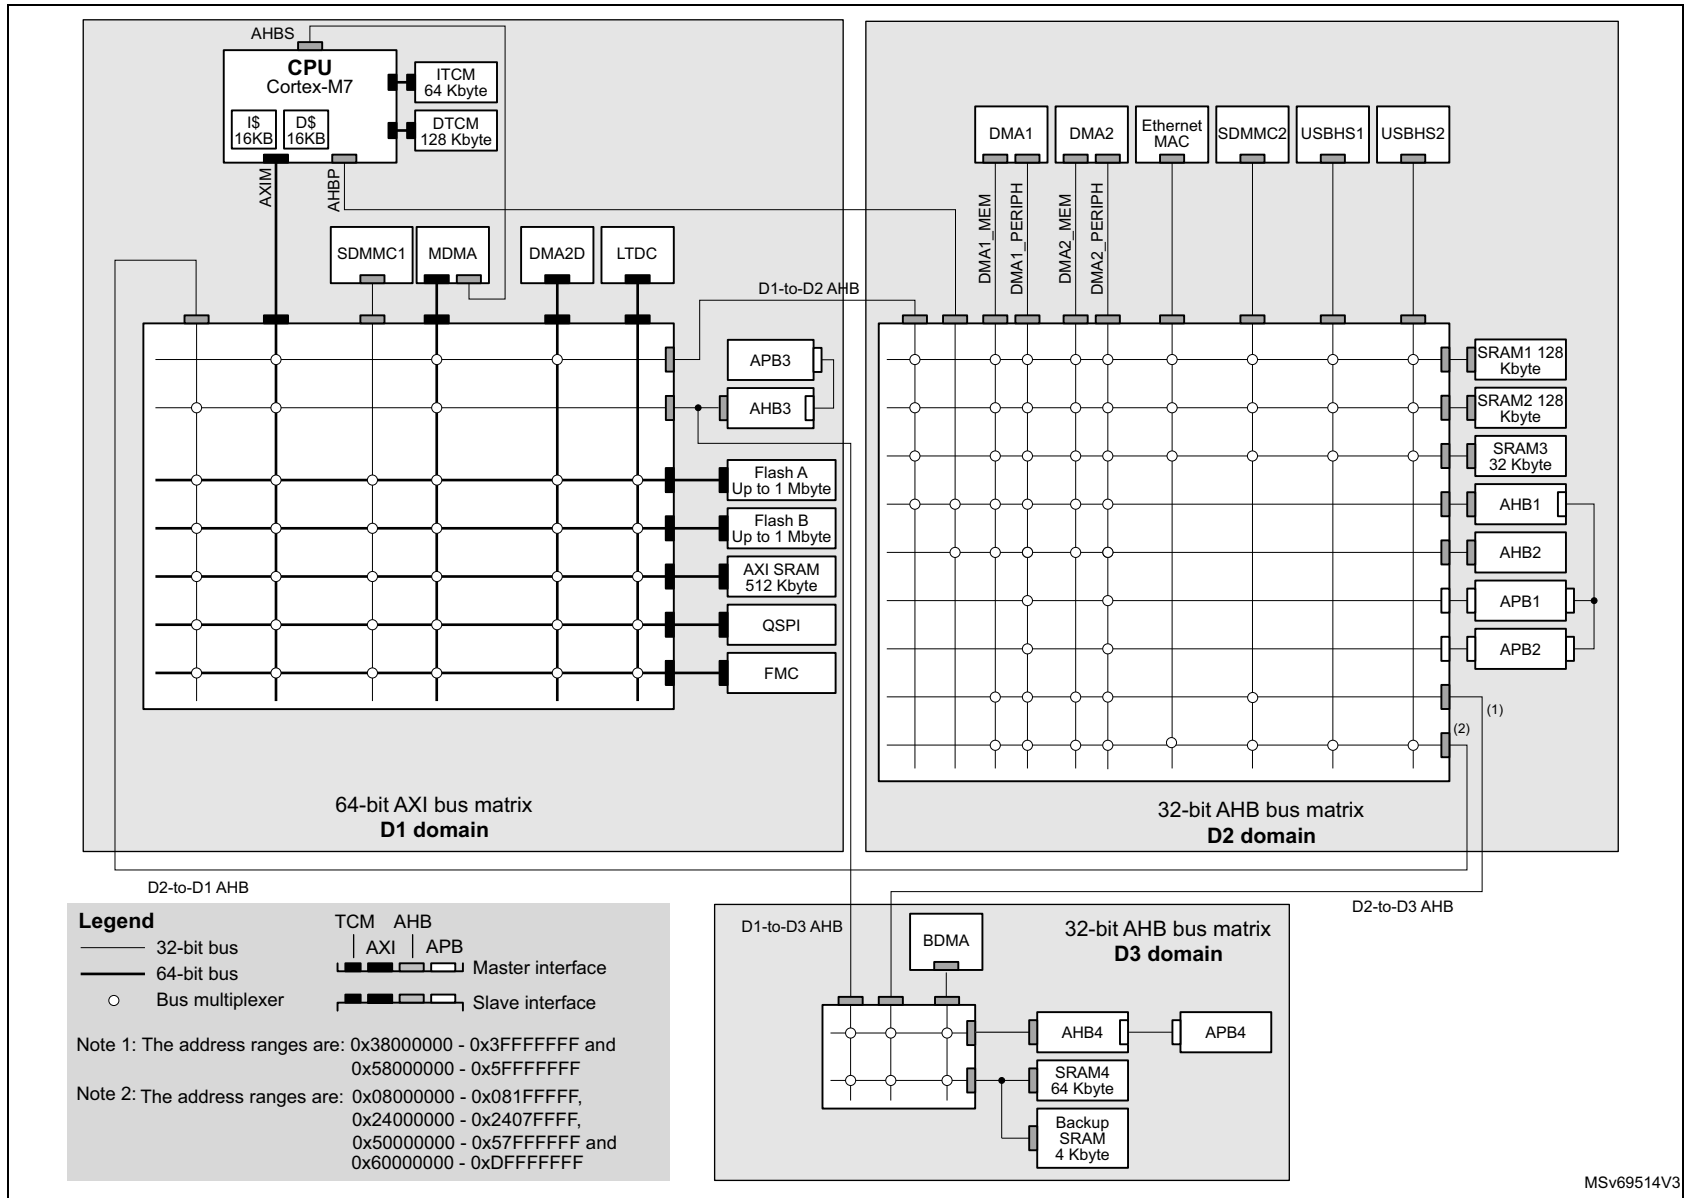 AHBS
CPU
Cortex-M7
I$
16KB
D$
16KB
ITCM
64 Kbyte
DTCM
128 Kbyte
AXIM
AHBP
SDMMC1
MDMA
DMA2D
LTDC
D1-to-D2 AHB
APB3
AHB3
Flash A
Up to 1 Mbyte
Flash B
Up to 1 Mbyte
AXI SRAM
512 Kbyte
QSPI
FMC
64-bit AXI bus matrix
D1 domain
DMA1
DMA2
Ethernet
MAC
SDMMC2
USBHS1
USBHS2
DMA1_MEM
DMA1_PERIPH
DMA2_MEM
DMA2_PERIPH
SRAM1 128
Kbyte
SRAM2 128
Kbyte
SRAM3
32 Kbyte
AHB1
AHB2
APB1
APB2
(1)
(2)
32-bit AHB bus matrix
D2 domain
D2-to-D1 AHB
D2-to-D3 AHB
D1-to-D3 AHB
BDMA
32-bit AHB bus matrix
D3 domain
AHB4
APB4
SRAM4
64 Kbyte
Backup
SRAM
4 Kbyte
Legend
32-bit bus
64-bit bus
Bus multiplexer
TCM AHB
AXI APB
Master interface
Slave interface
Note 1: The address ranges are: 0x38000000 - 0x3FFFFFFF and
0x58000000 - 0x5FFFFFFF
Note 2: The address ranges are: 0x08000000 - 0x081FFFFF,
0x24000000 - 0x2407FFFF,
0x50000000 - 0x57FFFFFF and
0x60000000 - 0xDFFFFFFF
MSv69514V3